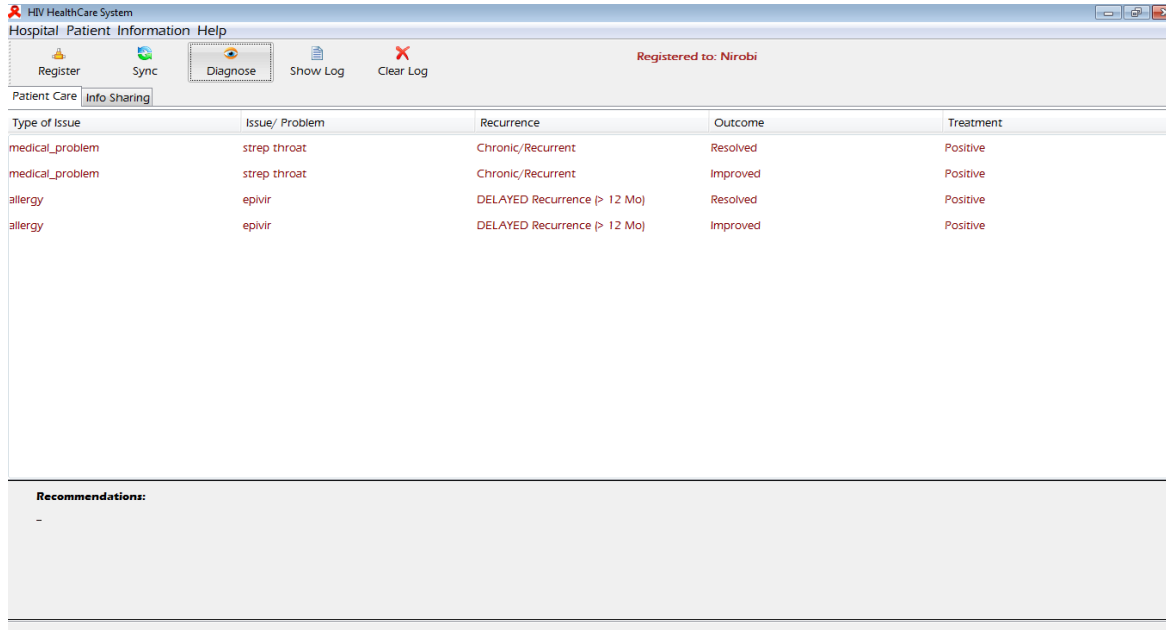 HIV HealthCare System
Hospital Patient Information Help
Register Sync Diagnose Show Log Clear Log
Registered to: Nirobi
Patient Care Info Sharing
Type of Issue Issue/ Problem Recurrence Outcome Treatment
medical_problem strep throat Chronic/Recurrent Resolved Positive
medical_problem strep throat Chronic/Recurrent Improved Positive
allergy epivir DELAYED Recurrence (> 12 Mo) Resolved Positive
allergy epivir DELAYED Recurrence (> 12 Mo) Improved Positive
Recommendations:
–